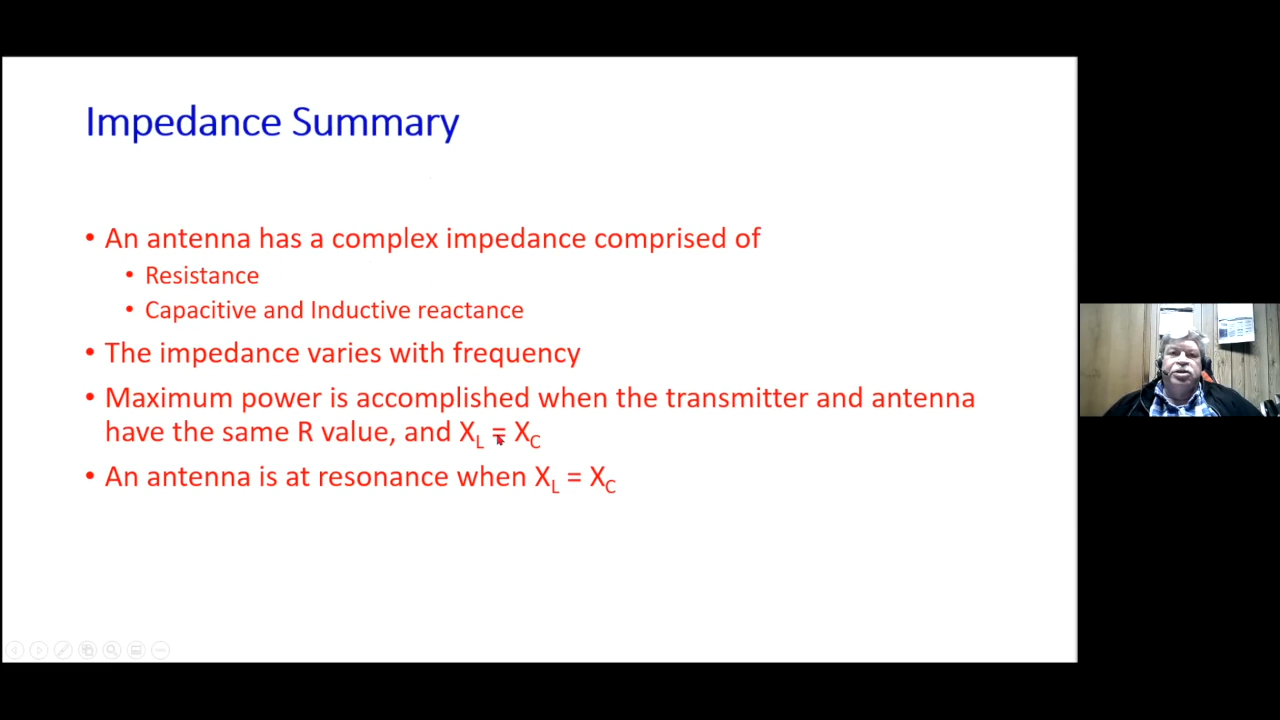 Impedance Summary
• An antenna has a complex impedance comprised of
• Resistance
• Capacitive and Inductive reactance
• The impedance varies with frequency
• Maximum power is accomplished when the transmitter and antenna
have the same R value, and X_L = X_C
• An antenna is at resonance when X_L = X_C